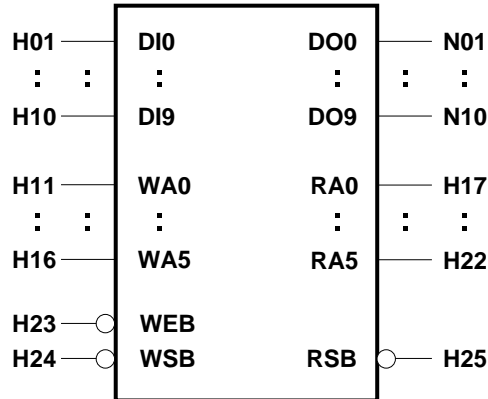 H01 DI0 DO0 N01
: : : : : :
H10 DI9 DO9 N10
H11 WA0 RA0 H17
: : : : : :
H16 WA5 RA5 H22
H23 WEB
H24 WSB RSB H25